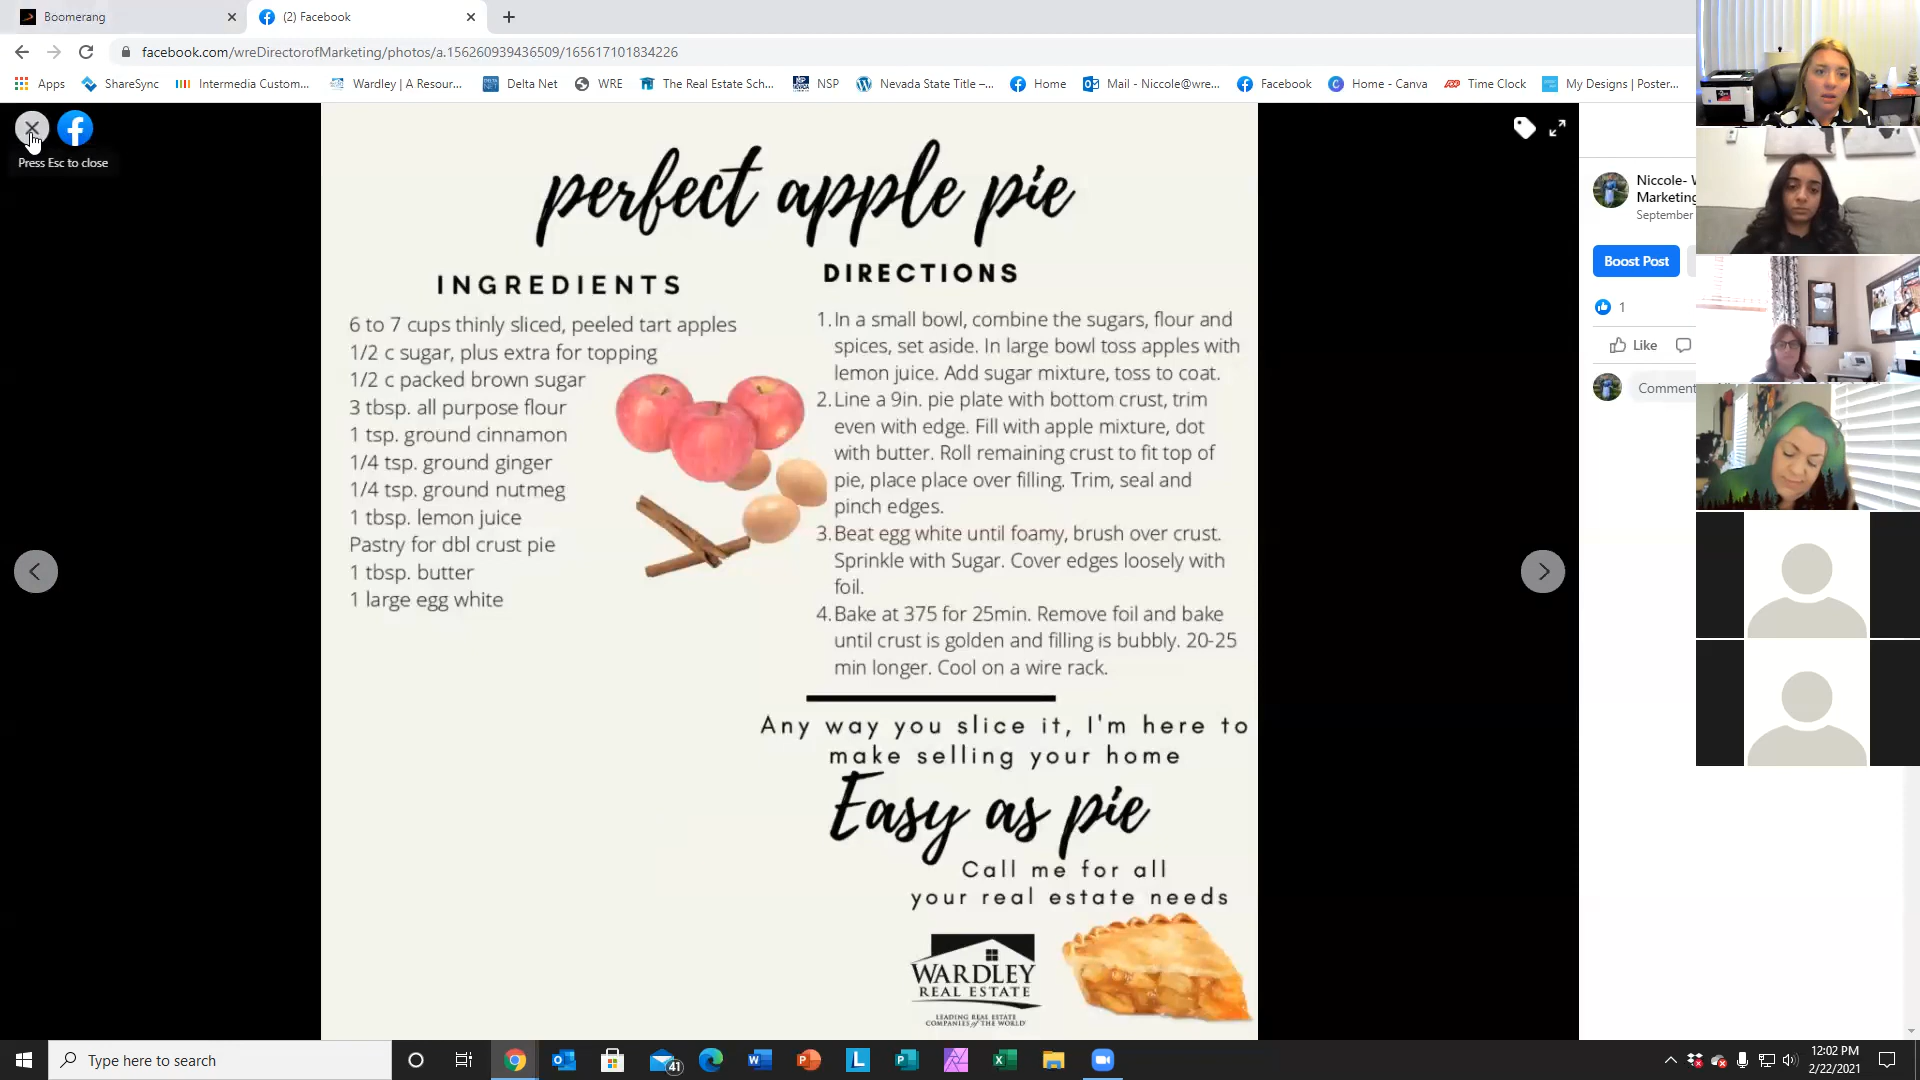 Boomerang
(2) Facebook
facebook.com/wreDirectorofMarketing/photos/a.156260939436509/165617101834226
Apps
ShareSync
Intermedia Custom...
Wardley | A Resour...
Delta Net
WRE
The Real Estate Sch...
NSP
Nevada State Title –...
Home
Mail - Niccole@wre...
Facebook
Home - Canva
Time Clock
My Designs | Poster...
Press Esc to close
perfect apple pie
INGREDIENTS
6 to 7 cups thinly sliced, peeled tart apples
1/2 c sugar, plus extra for topping
1/2 c packed brown sugar
3 tbsp. all purpose flour
1 tsp. ground cinnamon
1/4 tsp. ground ginger
1/4 tsp. ground nutmeg
1 tbsp. lemon juice
Pastry for dbl crust pie
1 tbsp. butter
1 large egg white
DIRECTIONS
1. In a small bowl, combine the sugars, flour and
spices, set aside. In large bowl toss apples with
lemon juice. Add sugar mixture, toss to coat.
2. Line a 9in. pie plate with bottom crust, trim
even with edge. Fill with apple mixture, dot
with butter. Roll remaining crust to fit top of
pie, place place over filling. Trim, seal and
pinch edges.
3. Beat egg white until foamy, brush over crust.
Sprinkle with Sugar. Cover edges loosely with
foil.
4. Bake at 375 for 25min. Remove foil and bake
until crust is golden and filling is bubbly. 20-25
min longer. Cool on a wire rack.
Any way you slice it, I'm here to
make selling your home
Easy as pie
Call me for all
your real estate needs
WARDLEY
REAL ESTATE
LEADING REAL ESTATE
COMPANIES of THE WORLD
Niccole-
Marketing
September
Boost Post
1
Like
Comment
Type here to search
41
12:02 PM
2/22/2021